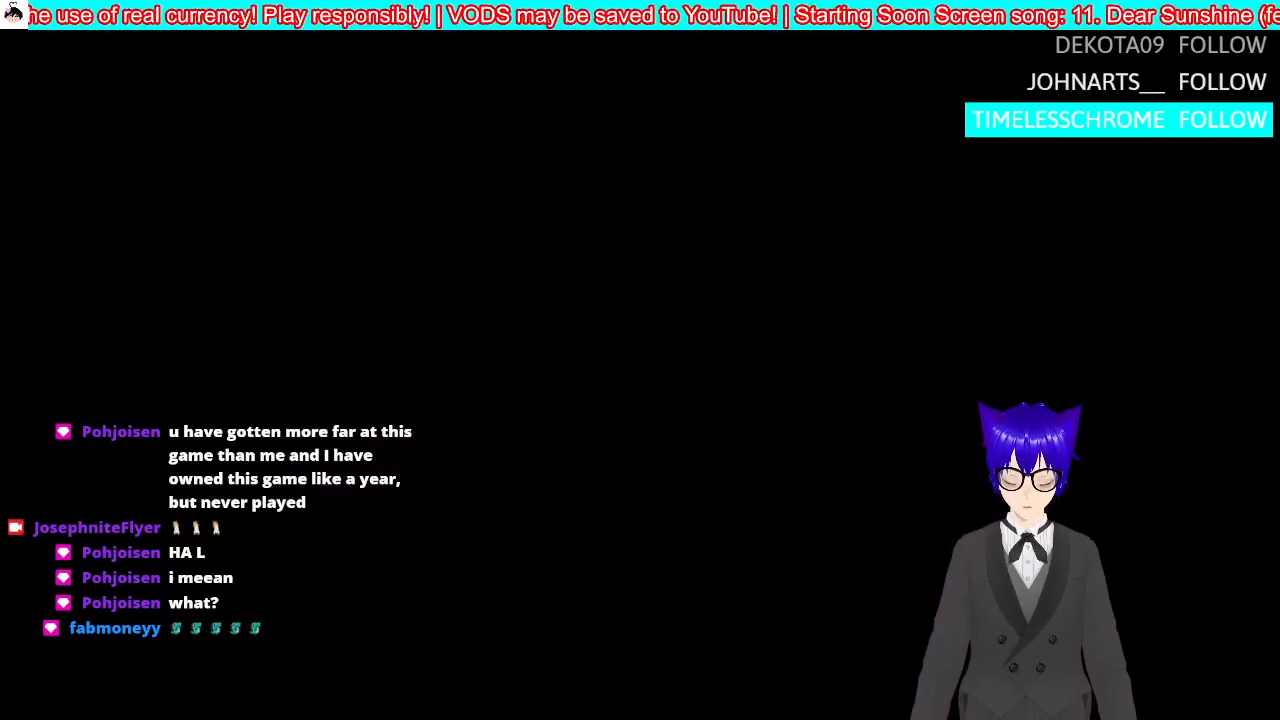 he use of real currency! Play responsibly! | VODS may be saved to YouTube! | Starting Soon Screen song: 11. Dear Sunshine (fe
DEKOTA09 FOLLOW
JOHNARTS__ FOLLOW
TIMELESSCHROME FOLLOW
Pohjoisen u have gotten more far at this
game than me and I have
owned this game like a year,
but never played
JosephniteFlyer
Pohjoisen HA L
Pohjoisen i meean
Pohjoisen what?
fabmoneyy